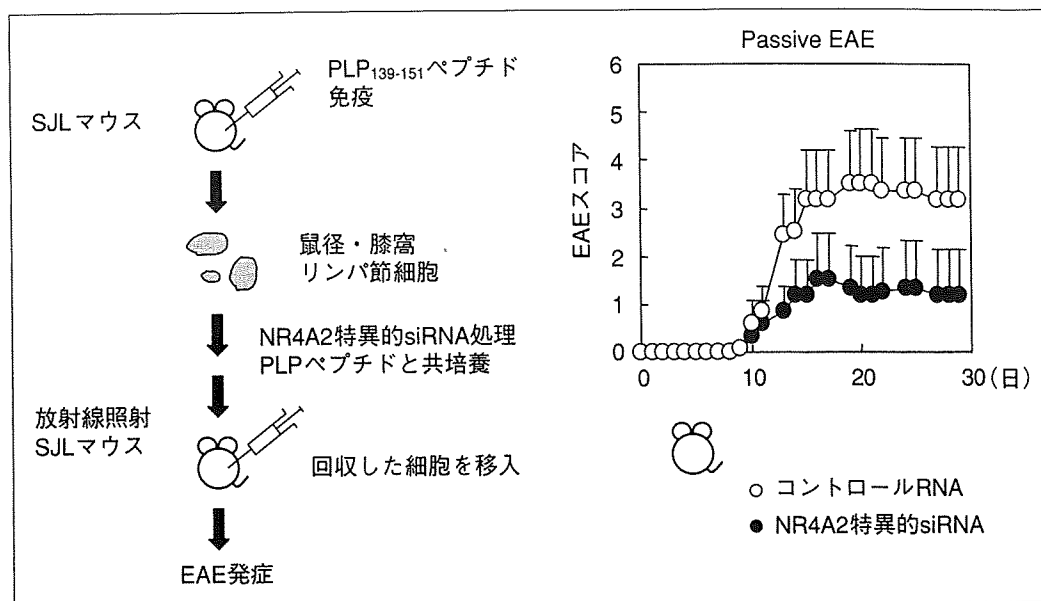 PLP139-151ペプチド
免疫
SJLマウス
鼠径・膝窩
リンパ節細胞
NR4A2特異的siRNA処理
PLPペプチドと共培養
放射線照射
SJLマウス
回収した細胞を移入
EAE発症
Passive EAE
EAEスコア
6
5
4
3
2
1
0
0
10
20
30(日)
コントロールRNA
NR4A2特異的siRNA